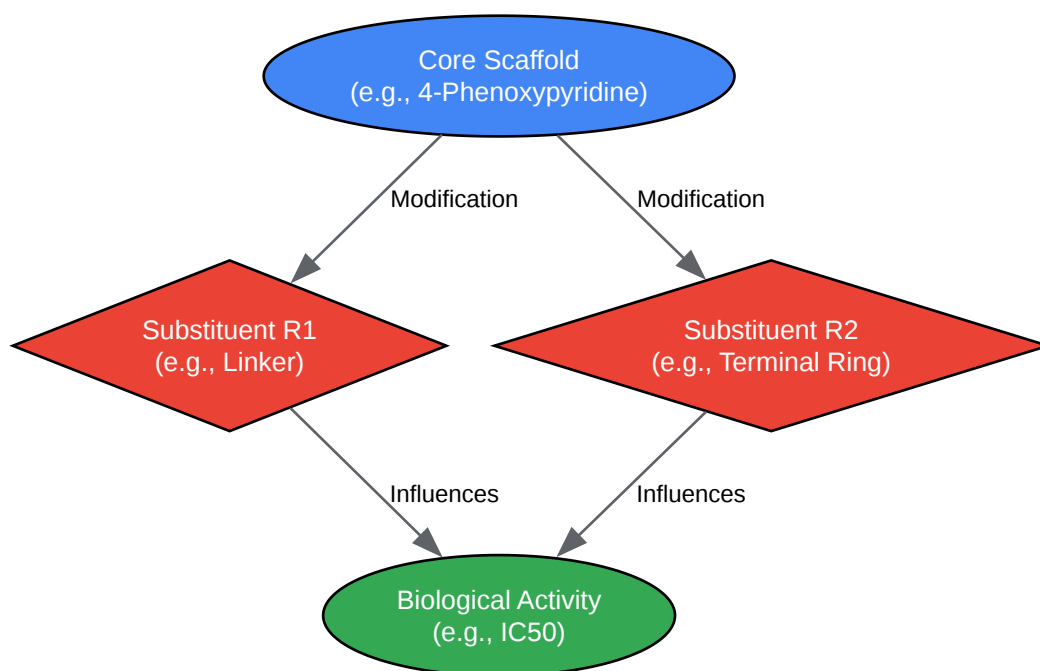 Core Scaffold
(e.g., 4-Phenoxypyridine)
Modification
Modification
Substituent R1
(e.g., Linker)
Substituent R2
(e.g., Terminal Ring)
Influences
Influences
Biological Activity
(e.g., IC50)